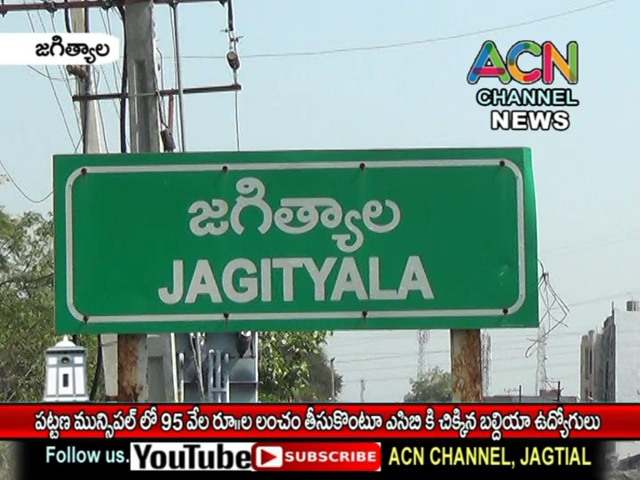 జగిత్యాల
ACN
CHANNEL
NEWS
జగిత్యాల
JAGITYALA
పట్టణ మున్సిపల్ లో 95 వేల రూ॥ల లంచం తీసుకొంటూ ఎసిబి కి చిక్కిన బల్దియా ఉద్యోగులు
Follow us. YouTube SUBSCRIBE ACN CHANNEL, JAGTIAL